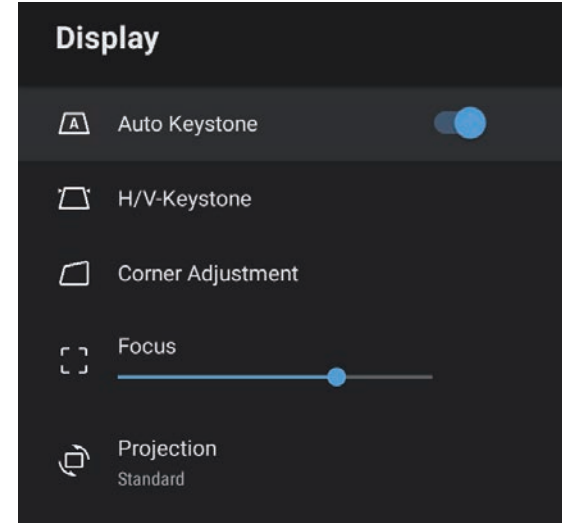 Display
A
Auto Keystone
H/V-Keystone
Corner Adjustment
Focus
Projection
Standard